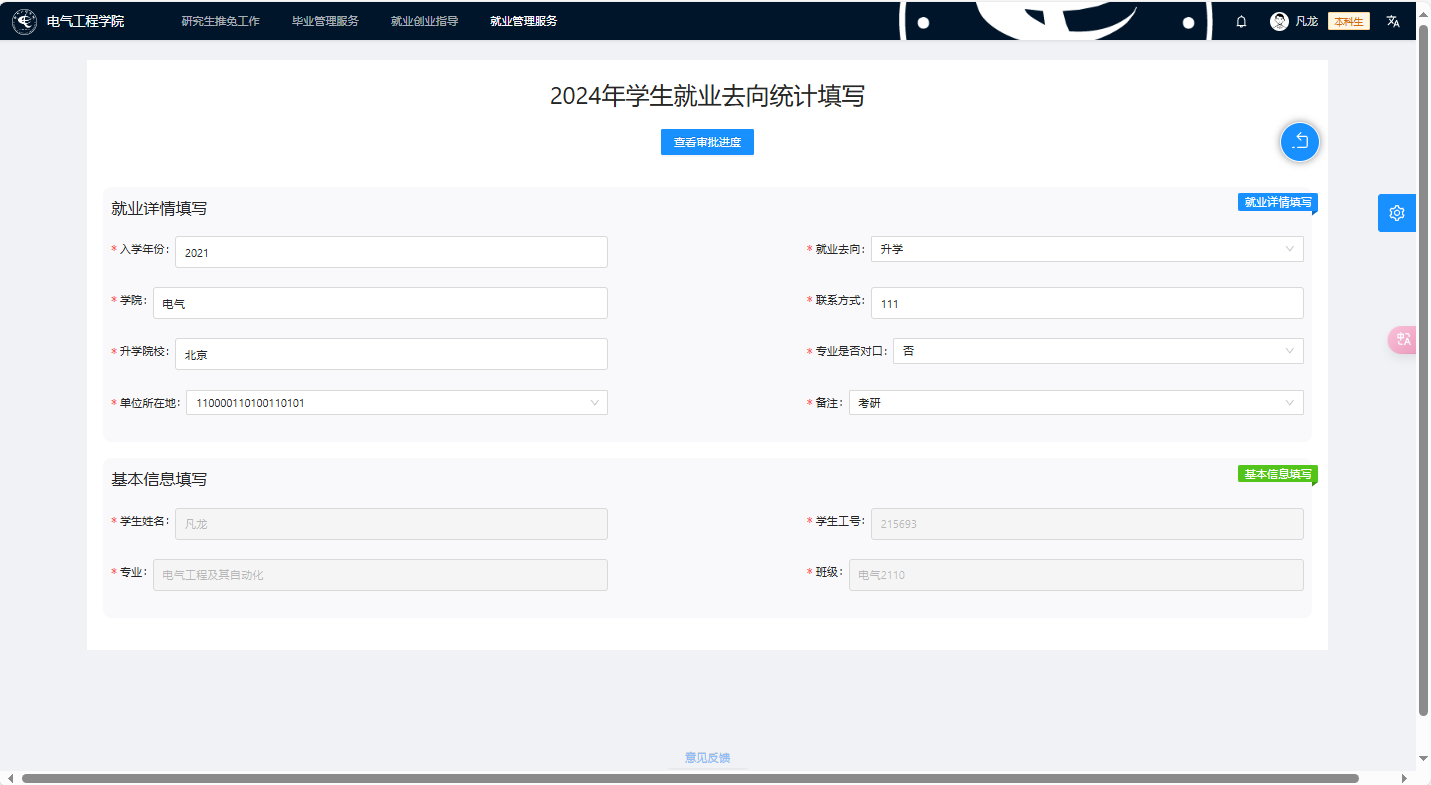 电气工程学院 研究生推免工作 毕业管理服务 就业创业指导 就业管理服务 凡龙 本科生
2024年学生就业去向统计填写
查看审批进度
就业详情填写 就业详情填写
* 入学年份: 2021 * 就业去向: 升学
* 学院: 电气 * 联系方式: 111
* 升学院校: 北京 * 专业是否对口: 否
* 单位所在地: 110000110100110101 * 备注: 考研
基本信息填写 基本信息填写
* 学生姓名: 凡龙 * 学生工号: 215693
* 专业: 电气工程及其自动化 * 班级: 电气2110
意见反馈